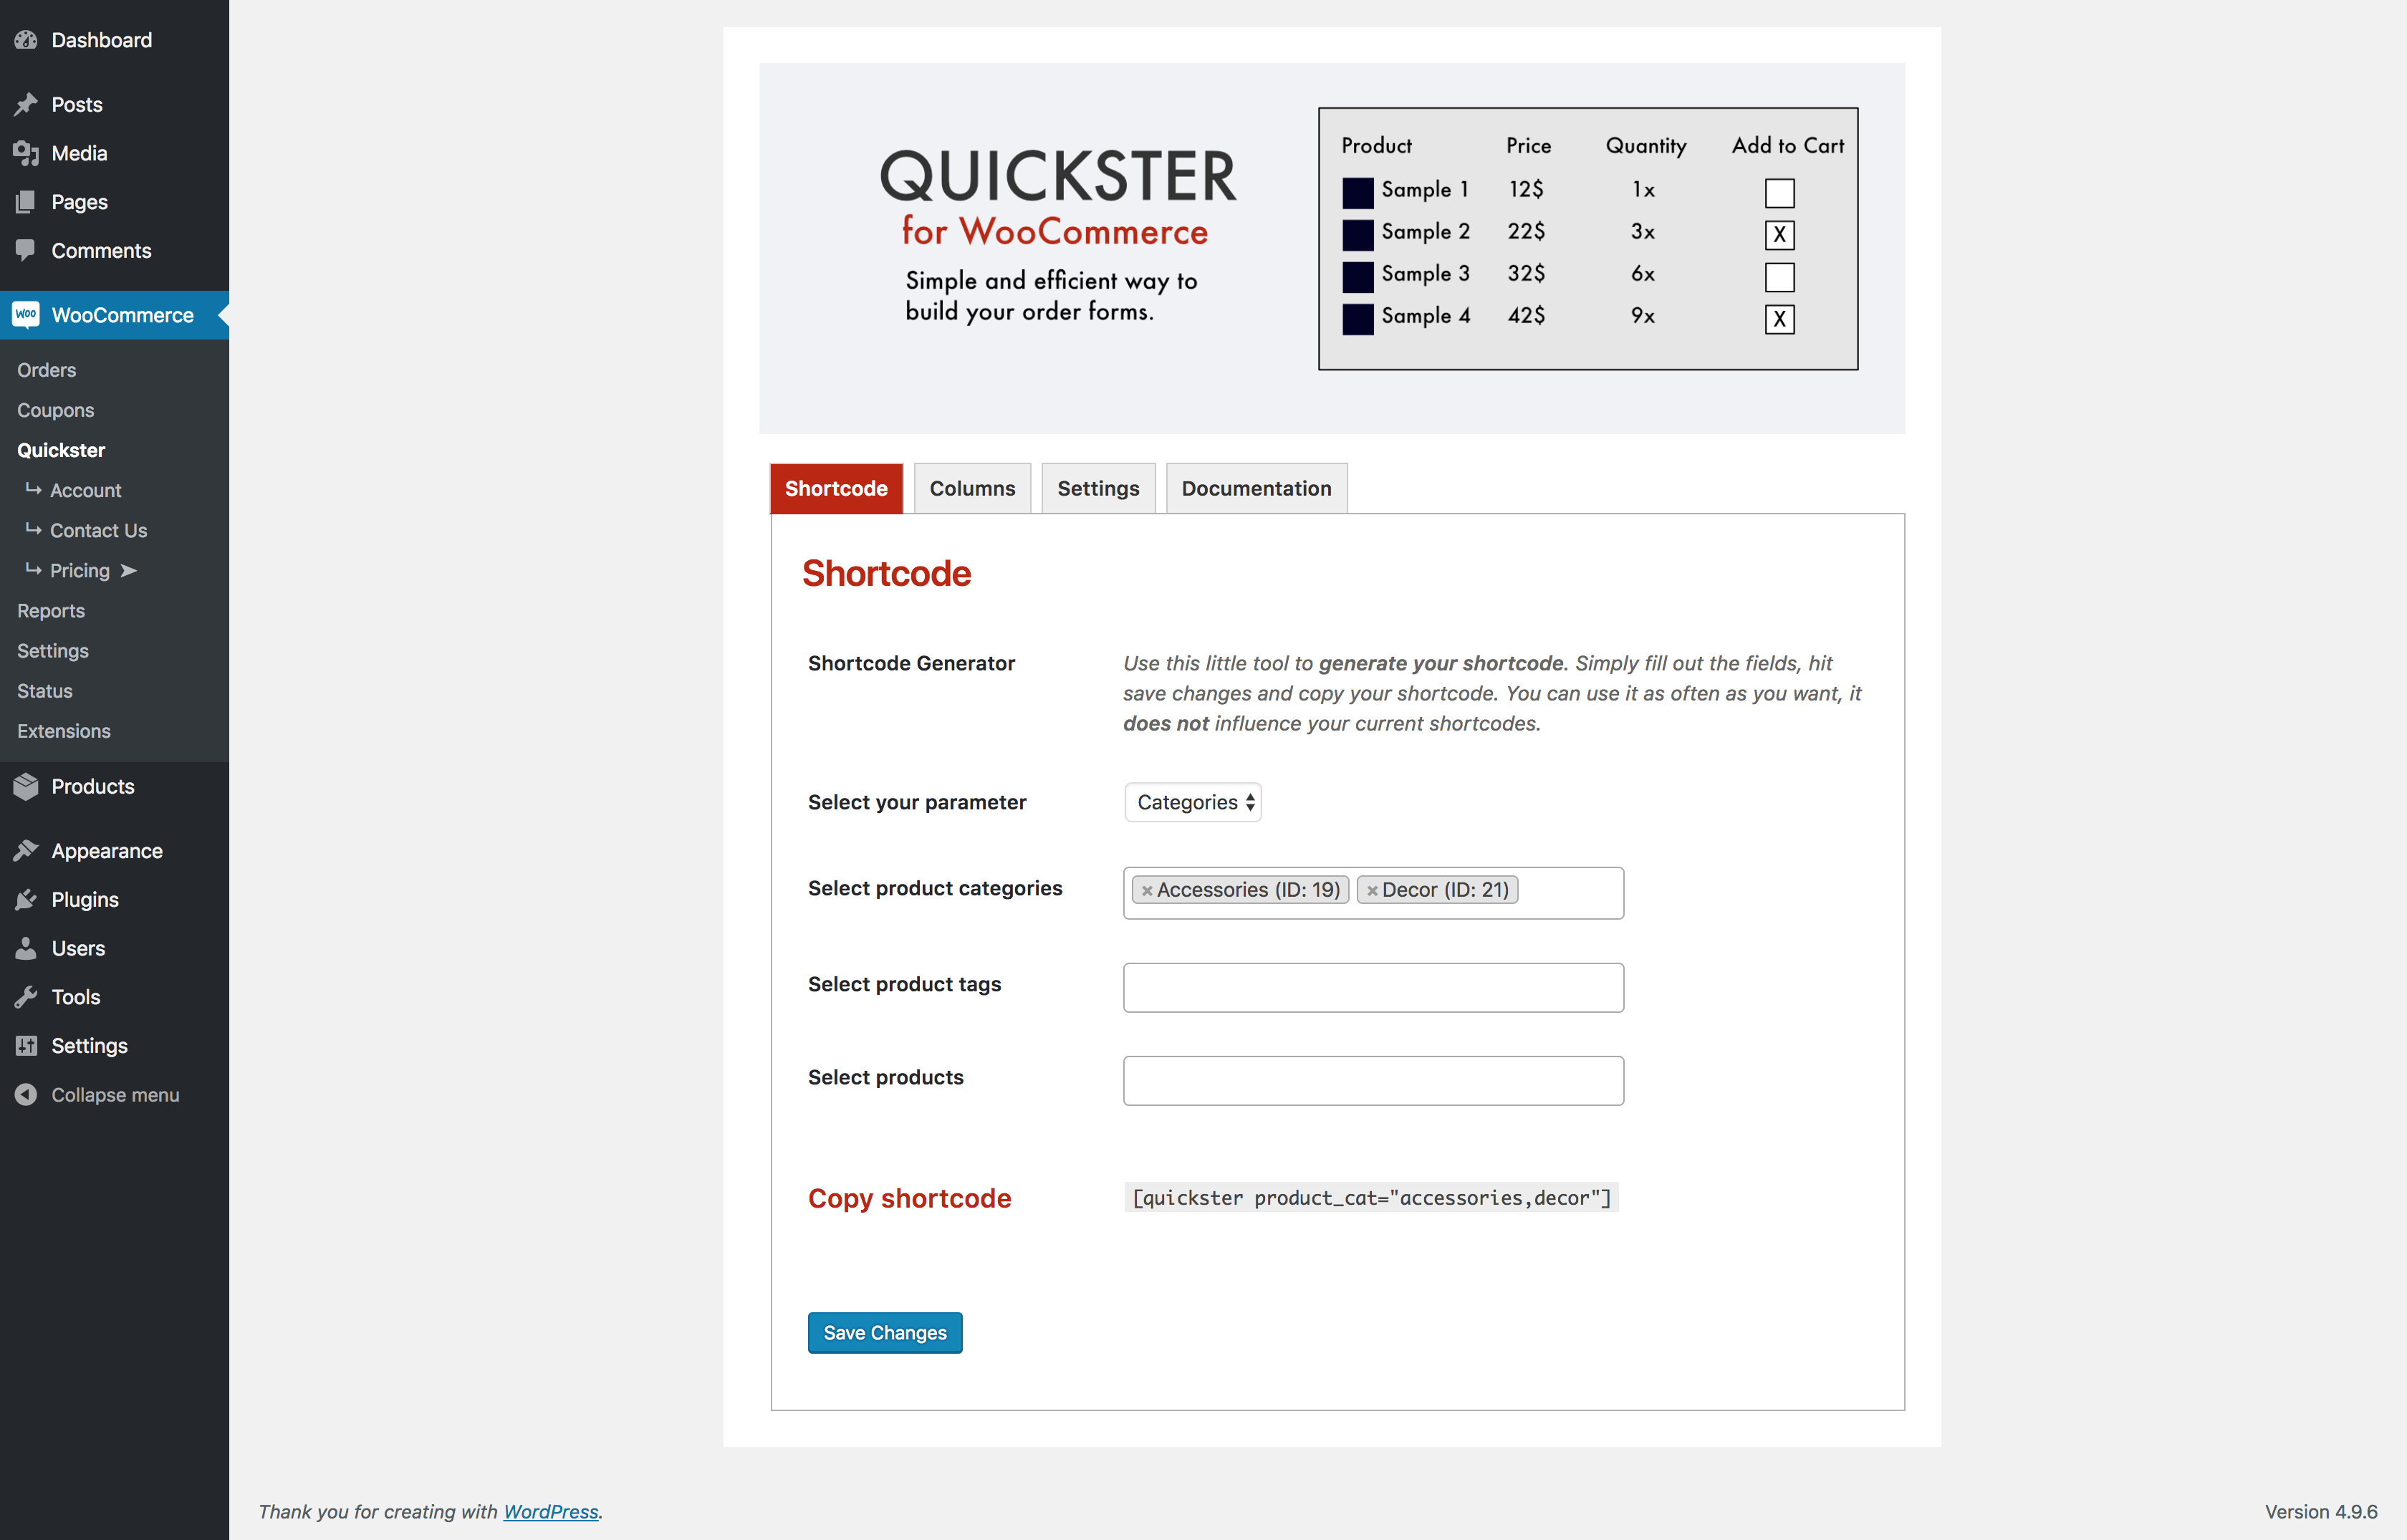 Dashboard
Posts
Media
Pages
Comments
WOO WooCommerce
Orders
Coupons
Quickster
↳ Account
↳ Contact Us
↳ Pricing ➤
Reports
Settings
Status
Extensions
Products
Appearance
Plugins
Users
Tools
Settings
Collapse menu
QUICKSTER
for WooCommerce
Simple and efficient way to
build your order forms.
Product Price Quantity Add to Cart
Sample 1 12$ 1x
Sample 2 22$ 3x X
Sample 3 32$ 6x
Sample 4 42$ 9x X
Shortcode Columns Settings Documentation
Shortcode
Shortcode Generator
Use this little tool to generate your shortcode. Simply fill out the fields, hit
save changes and copy your shortcode. You can use it as often as you want, it
does not influence your current shortcodes.
Select your parameter Categories
Select product categories ×Accessories (ID: 19) ×Decor (ID: 21)
Select product tags
Select products
Copy shortcode [quickster product_cat="accessories,decor"]
Save Changes
Thank you for creating with WordPress. Version 4.9.6